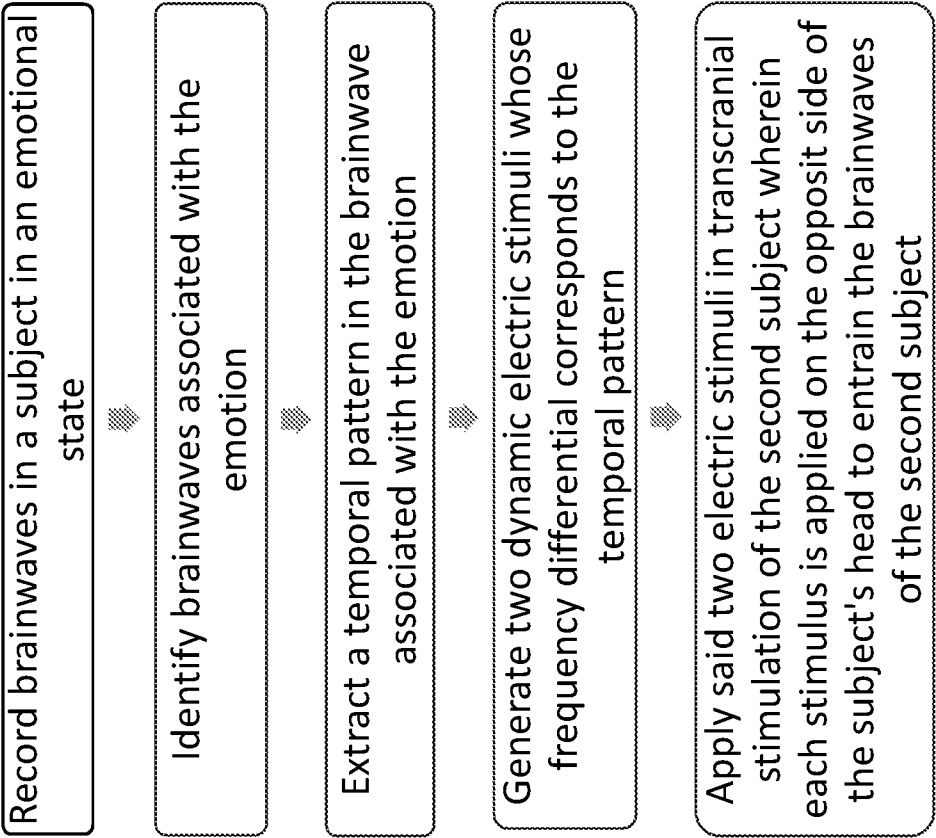 Record brainwaves in a subject in an emotional
state
Identify brainwaves associated with the
emotion
Extract a temporal pattern in the brainwave
associated with the emotion
Generate two dynamic electric stimuli whose
frequency differential corresponds to the
temporal pattern
Apply said two electric stimuli in transcranial
stimulation of the second subject wherein
each stimulus is applied on the opposit side of
the subject's head to entrain the brainwaves
of the second subject